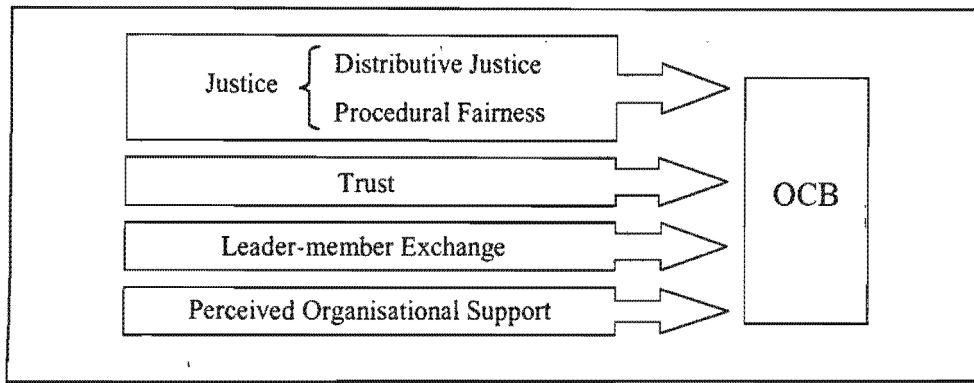 Distributive Justice
Justice
Procedural Fairness
Trust
OCB
Leader-member Exchange
Perceived Organisational Support